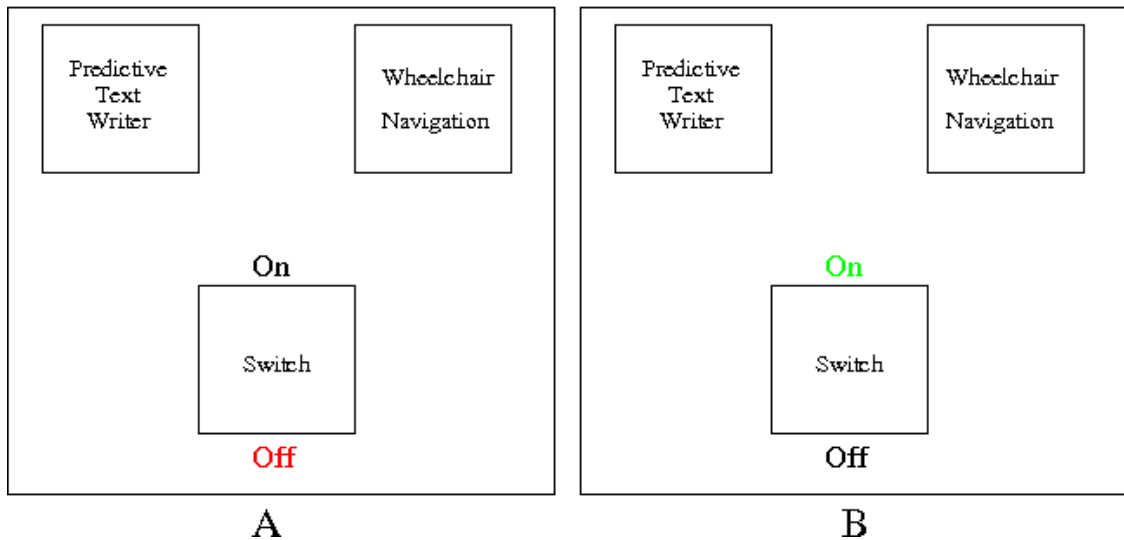 Predictive
Text
Writer
Wheelchair
Navigation
On
Switch
Off
A
Predictive
Text
Writer
Wheelchair
Navigation
On
Switch
Off
B